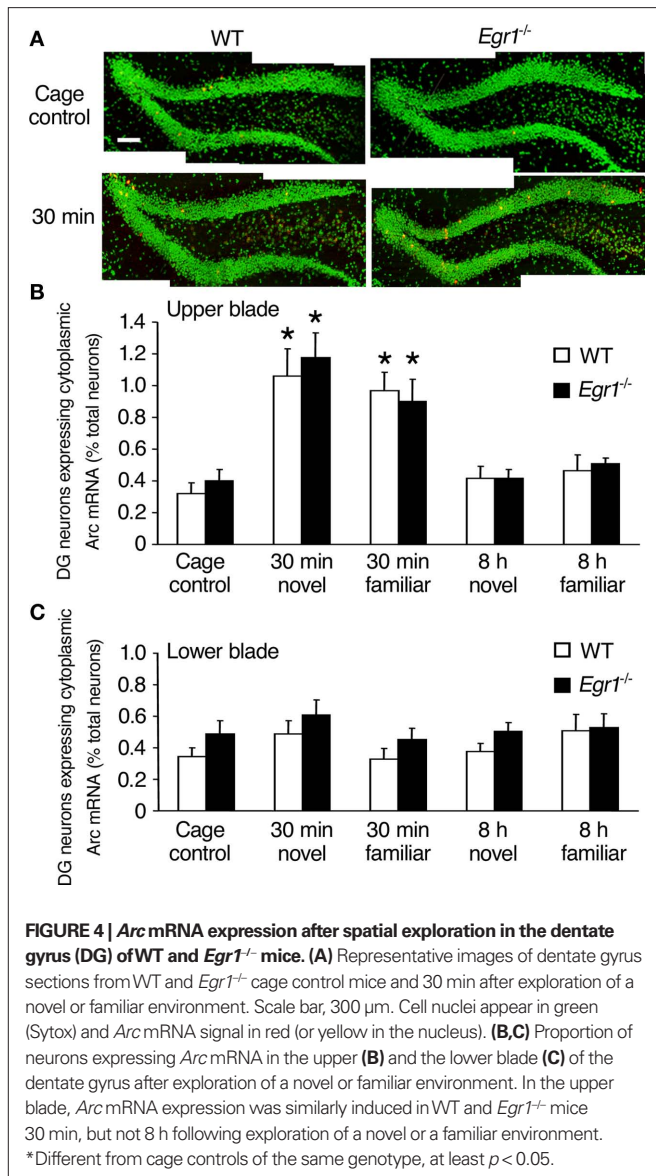 A
WT
Egr1-/-
Cage control
30 min
B
Upper blade
DG neurons expressing cytoplasmic
Arc mRNA (% total neurons)
1.4
1.2
1.0
0.8
0.6
0.4
0.2
0
* * * *
WT
Egr1-/-
Cage control
30 min novel
30 min familiar
8 h novel
8 h familiar
C
Lower blade
DG neurons expressing cytoplasmic
Arc mRNA (% total neurons)
1.0
0.8
0.6
0.4
0.2
0
WT
Egr1-/-
Cage control
30 min novel
30 min familiar
8 h novel
8 h familiar
FIGURE 4 | Arc mRNA expression after spatial exploration in the dentate
gyrus (DG) of WT and Egr1–/– mice. (A) Representative images of dentate gyrus
sections from WT and Egr1–/– cage control mice and 30 min after exploration of a
novel or familiar environment. Scale bar, 300 µm. Cell nuclei appear in green
(Sytox) and Arc mRNA signal in red (or yellow in the nucleus). (B,C) Proportion of
neurons expressing Arc mRNA in the upper (B) and the lower blade (C) of the
dentate gyrus after exploration of a novel or familiar environment. In the upper
blade, Arc mRNA expression was similarly induced in WT and Egr1–/– mice
30 min, but not 8 h following exploration of a novel or a familiar environment.
*Different from cage controls of the same genotype, at least p < 0.05.